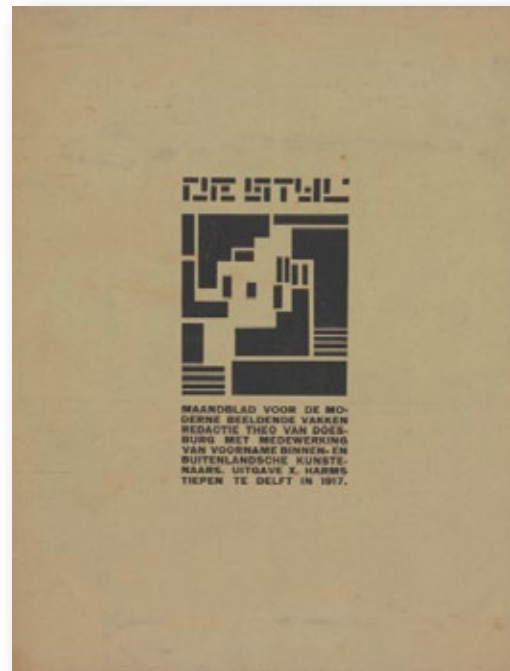 DE STIJL
MAANDBLAD VOOR DE MO-
DERNE BEELDENDE VAKKEN
REDACTIE THEO VAN DOES-
BURG MET MEDEWERKING
VAN VOORNAME BINNEN- EN
BUITENLANDSCHE KUNSTE-
NAARS. UITGAVE X. HARMS
TIEPEN TE DELFT IN 1917.